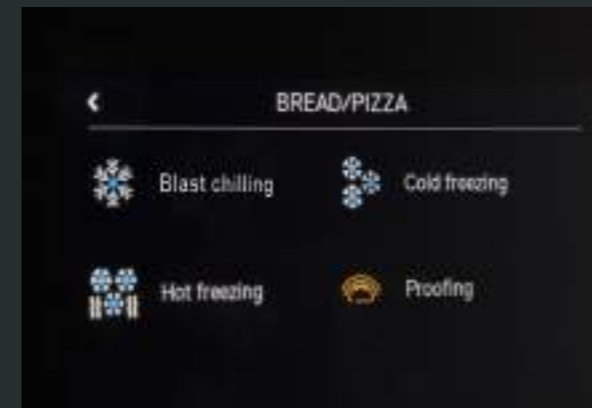 BREAD/PIZZA
Blast chilling
Cold freezing
Hot freezing
Proofing